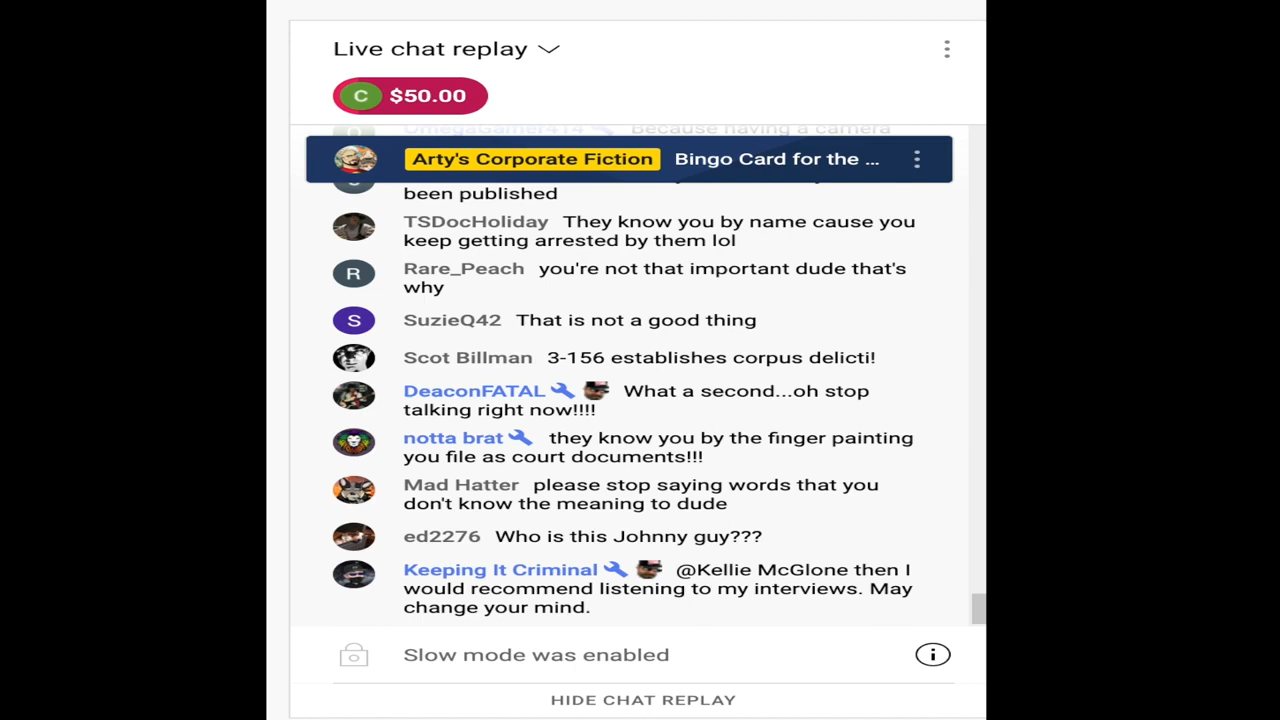 Live chat replay
C $50.00
OmegaGamer414 Because having a camera
Arty's Corporate Fiction Bingo Card for the ...
been published
TSDocHoliday They know you by name cause you
keep getting arrested by them lol
R Rare_Peach you're not that important dude that's
why
S SuzieQ42 That is not a good thing
Scot Billman 3-156 establishes corpus delicti!
DeaconFATAL What a second...oh stop
talking right now!!!!
notta brat they know you by the finger painting
you file as court documents!!!
Mad Hatter please stop saying words that you
don't know the meaning to dude
ed2276 Who is this Johnny guy???
Keeping It Criminal @Kellie McGlone then I
would recommend listening to my interviews. May
change your mind.
Slow mode was enabled
HIDE CHAT REPLAY